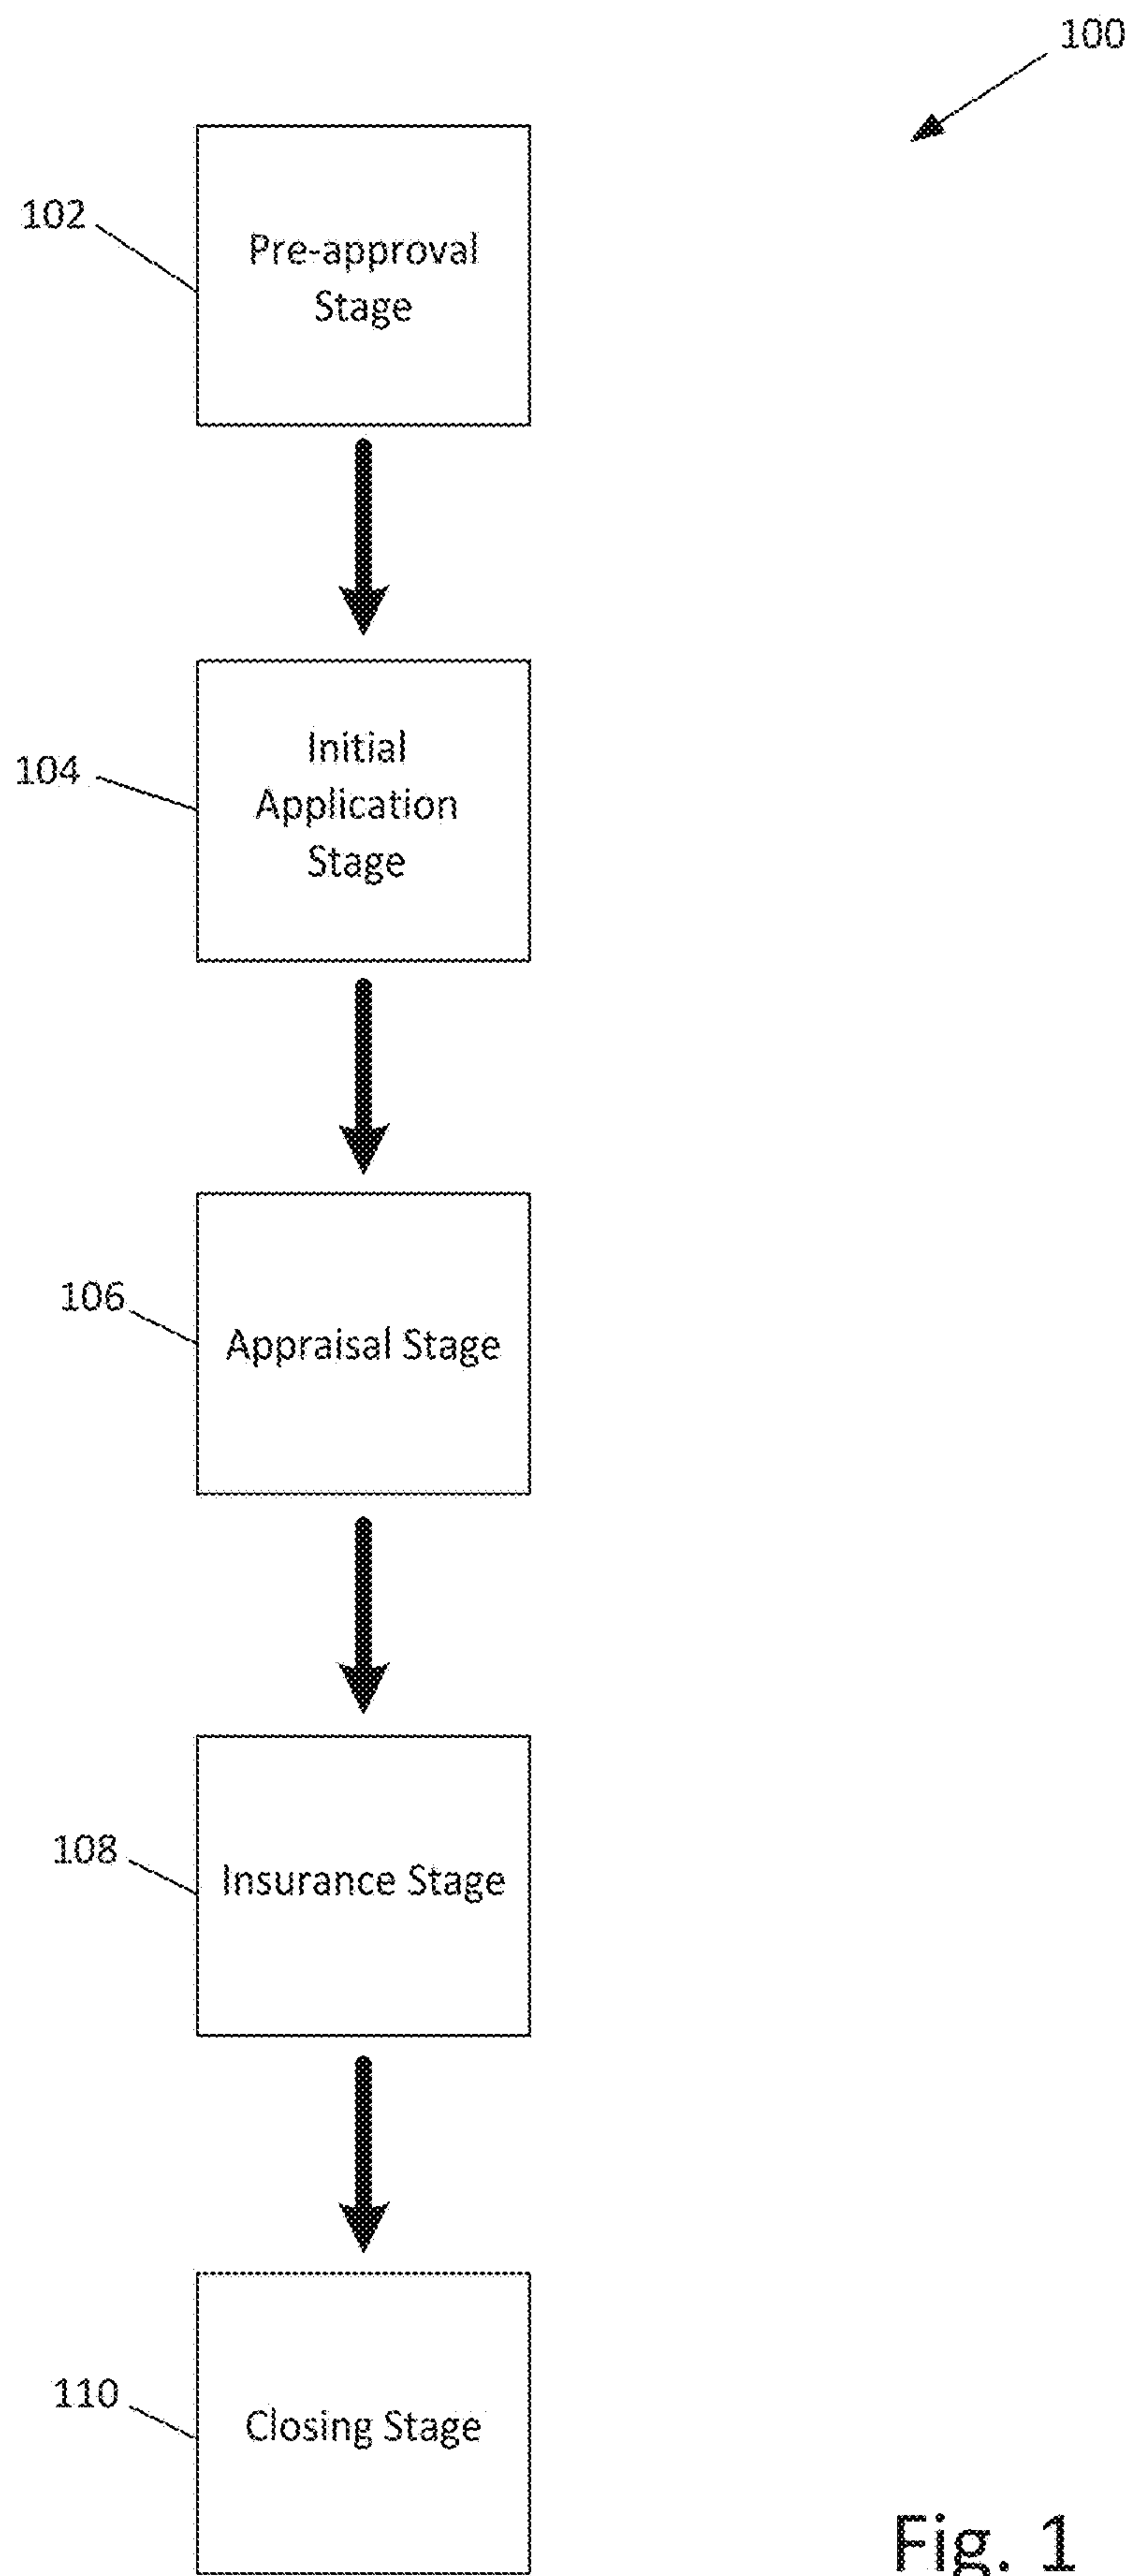 100
102
Pre-approval
Stage
104
Initial
Application
Stage
106
Appraisal Stage
108
Insurance Stage
110
Closing Stage
Fig. 1